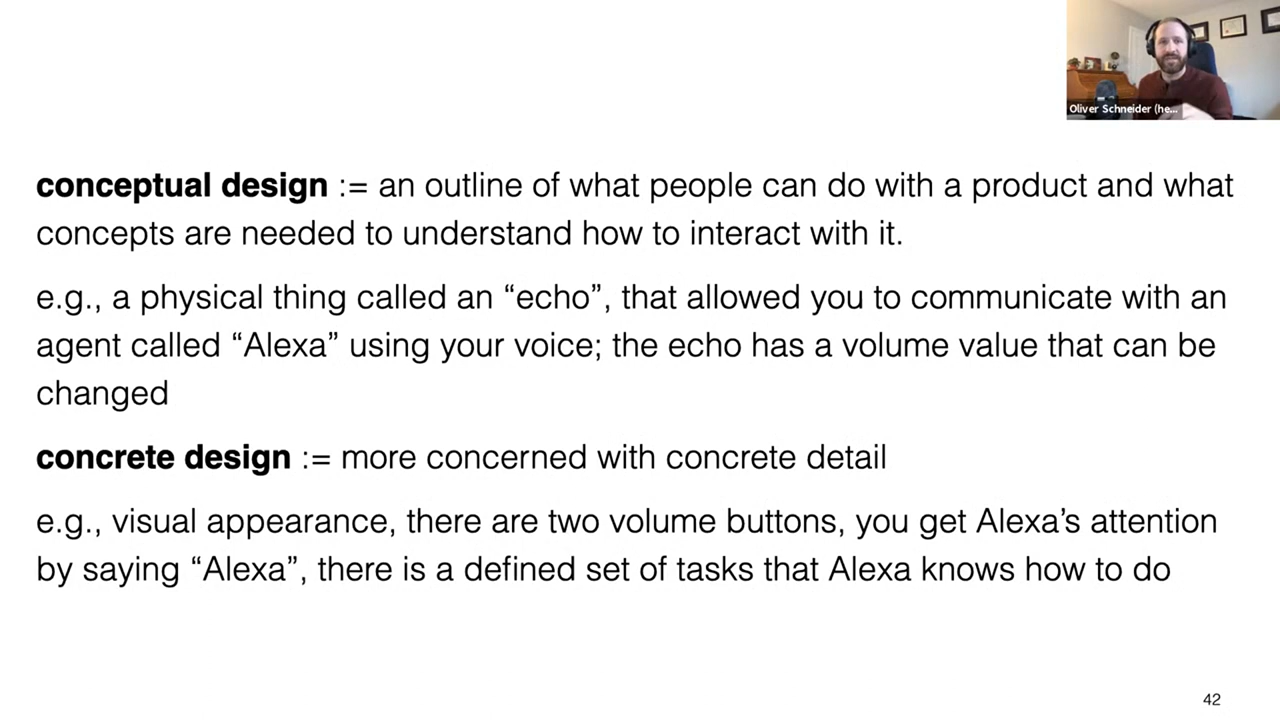 Oliver Schneider (he...
conceptual design := an outline of what people can do with a product and what
concepts are needed to understand how to interact with it.
e.g., a physical thing called an “echo”, that allowed you to communicate with an
agent called “Alexa” using your voice; the echo has a volume value that can be
changed
concrete design := more concerned with concrete detail
e.g., visual appearance, there are two volume buttons, you get Alexa’s attention
by saying “Alexa”, there is a defined set of tasks that Alexa knows how to do
42